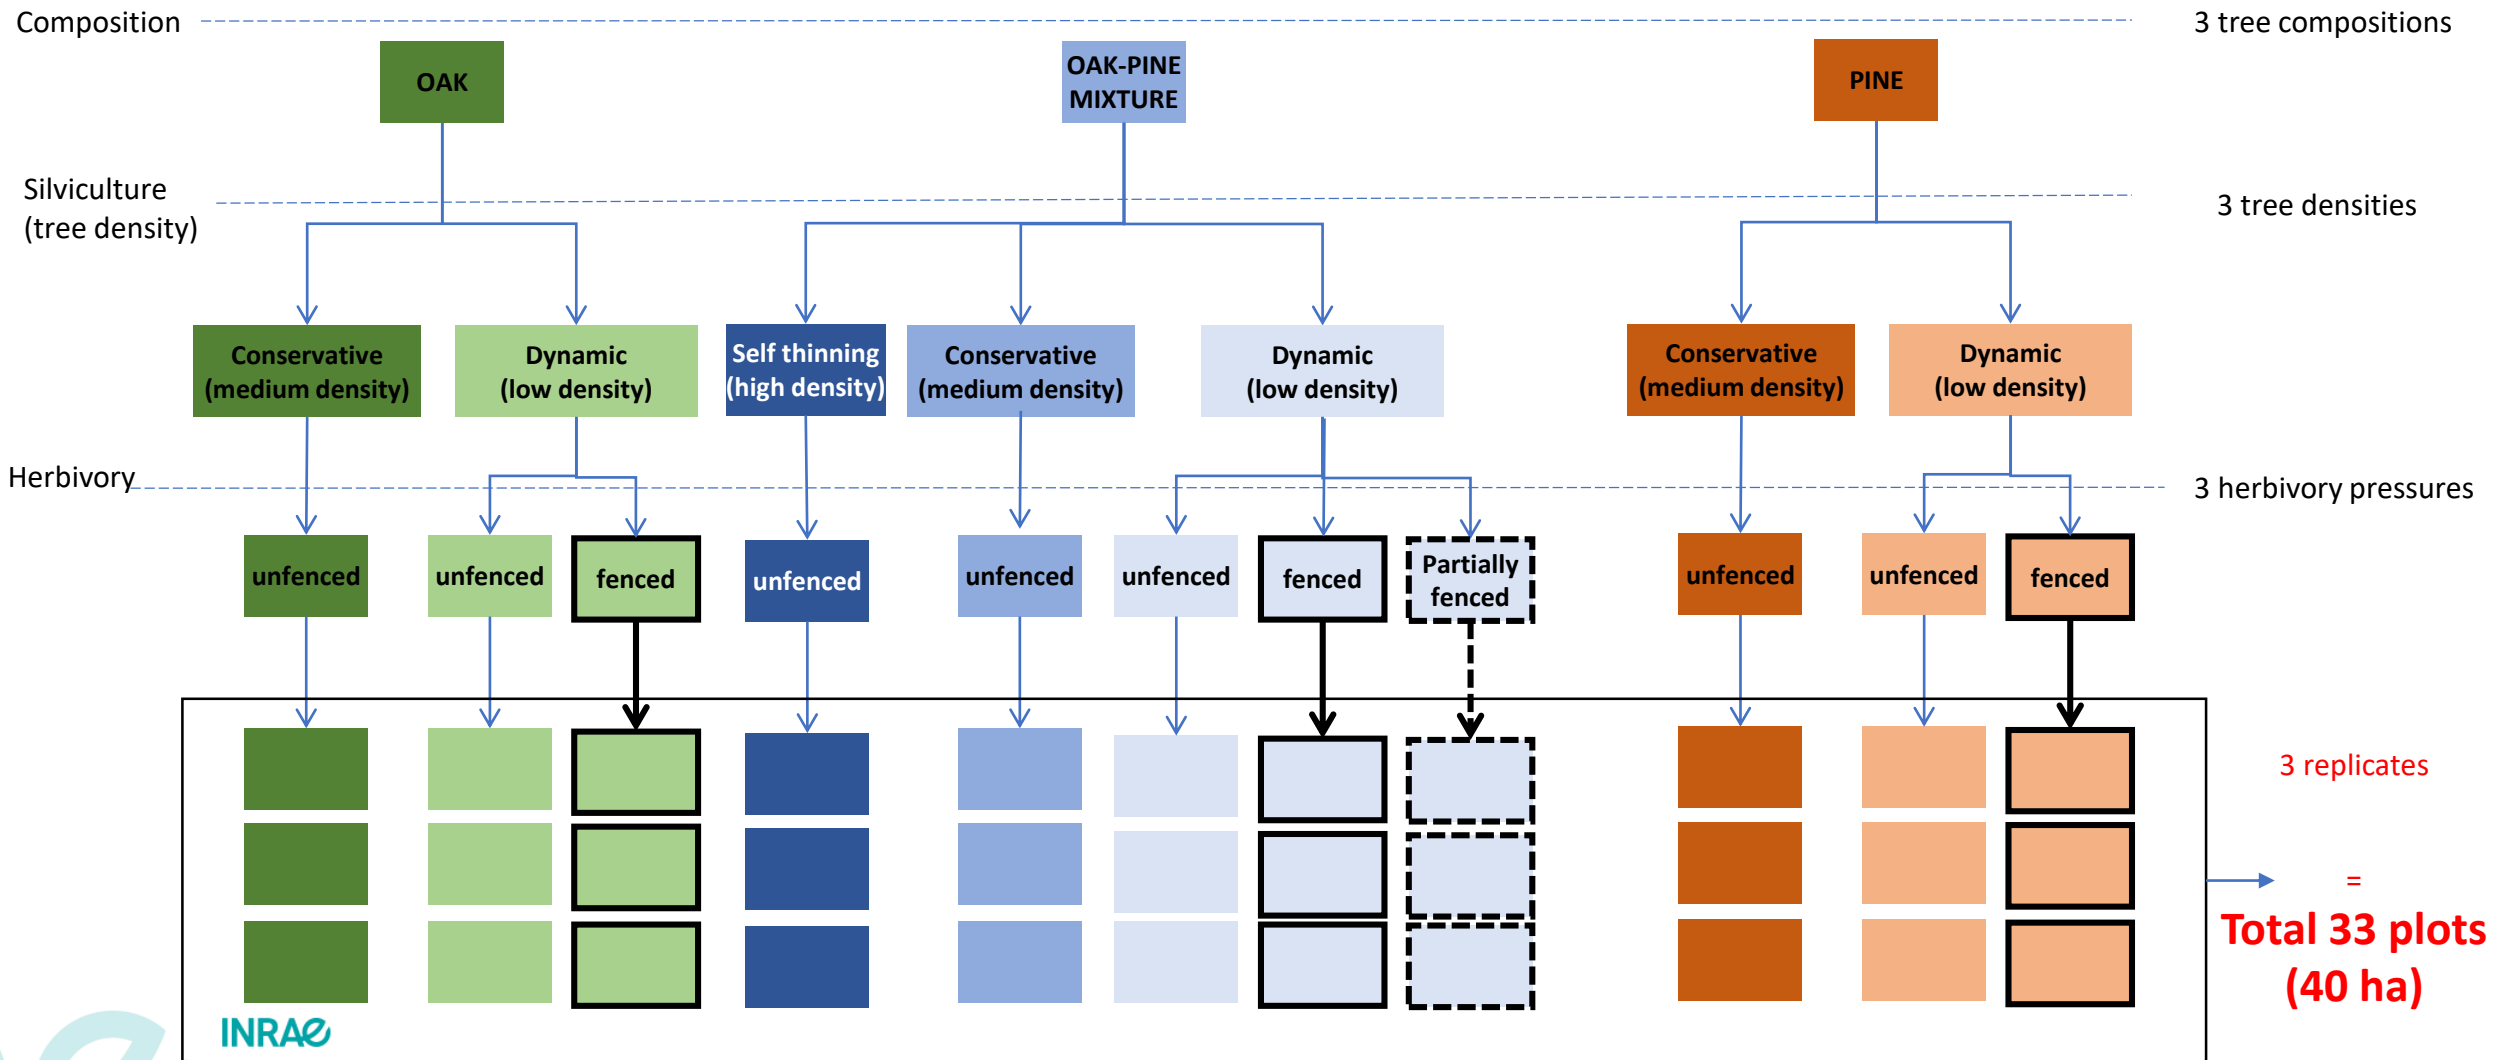 Composition
3 tree compositions
OAK
OAK-PINE
MIXTURE
PINE
Silviculture
(tree density)
3 tree densities
Conservative
(medium density)
Dynamic
(low density)
Self thinning
(high density)
Conservative
(medium density)
Dynamic
(low density)
Conservative
(medium density)
Dynamic
(low density)
Herbivory
3 herbivory pressures
unfenced
unfenced
fenced
unfenced
unfenced
unfenced
fenced
Partially
fenced
unfenced
unfenced
fenced
3 replicates
=
Total 33 plots
(40 ha)
INRAE